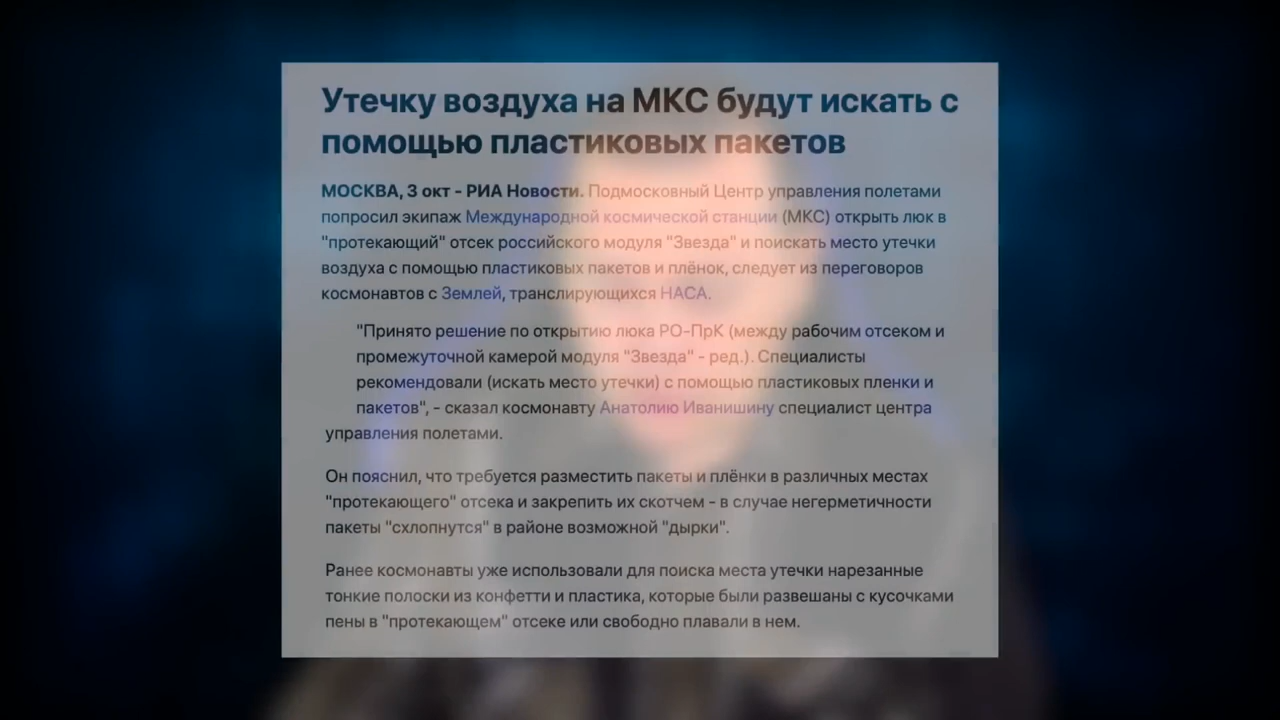 Утечку воздуха на МКС будут искать с
помощью пластиковых пакетов
МОСКВА, 3 окт - РИА Новости. Подмосковный Центр управления полетами
попросил экипаж Международной космической станции (МКС) открыть люк в
"протекающий" отсек российского модуля "Звезда" и поискать место утечки
воздуха с помощью пластиковых пакетов и плёнок, следует из переговоров
космонавтов с Землей, транслирующихся НАСА.
"Принято решение по открытию люка РО-ПрК (между рабочим отсеком и
промежуточной камерой модуля "Звезда" - ред.). Специалисты
рекомендовали (искать место утечки) с помощью пластиковых пленки и
пакетов", - сказал космонавту Анатолию Иванишину специалист центра
управления полетами.
Он пояснил, что требуется разместить пакеты и плёнки в различных местах
"протекающего" отсека и закрепить их скотчем - в случае негерметичности
пакеты "схлопнутся" в районе возможной "дырки".
Ранее космонавты уже использовали для поиска места утечки нарезанные
тонкие полоски из конфетти и пластика, которые были развешаны с кусочками
пены в "протекающем" отсеке или свободно плавали в нем.